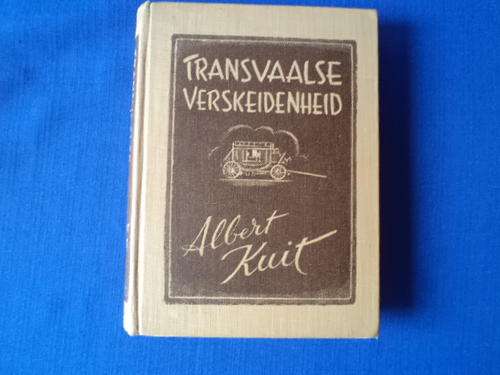 TRANSVAALSE
VERSKEIDENHEID
Albert
Kuit